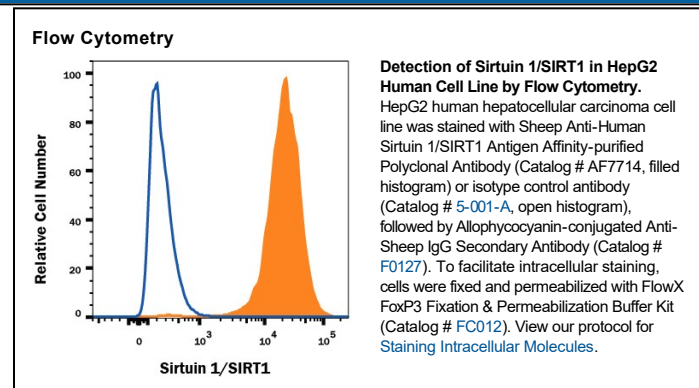 Flow Cytometry
100
80
60
40
20
0
Relative Cell Number
0
10³
10⁴
10⁵
Sirtuin 1/SIRT1
Detection of Sirtuin 1/SIRT1 in HepG2
Human Cell Line by Flow Cytometry.
HepG2 human hepatocellular carcinoma cell
line was stained with Sheep Anti-Human
Sirtuin 1/SIRT1 Antigen Affinity-purified
Polyclonal Antibody (Catalog # AF7714, filled
histogram) or isotype control antibody
(Catalog # 5-001-A, open histogram),
followed by Allophycocyanin-conjugated Anti-
Sheep IgG Secondary Antibody (Catalog #
F0127). To facilitate intracellular staining,
cells were fixed and permeabilized with FlowX
FoxP3 Fixation & Permeabilization Buffer Kit
(Catalog # FC012). View our protocol for
Staining Intracellular Molecules.